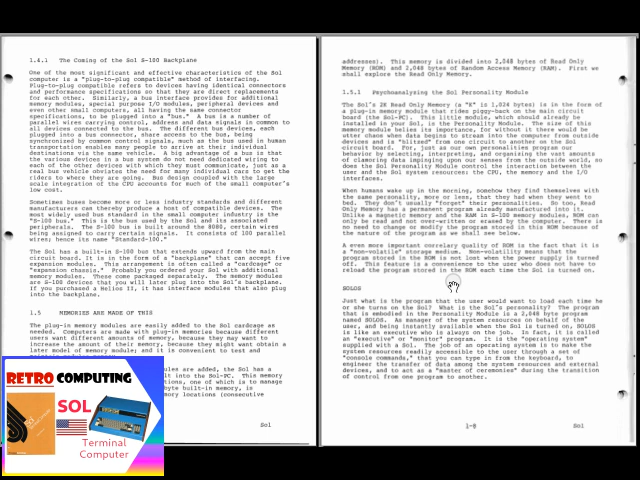 1.4.1 The Coming of the Sol S-100 Backplane
One of the most significant and effective characteristics of the Sol
computer is a "plug-to-plug compatible" method of interfacing.
Plug-to-plug compatible refers to devices having identical connectors
and performance specifications so that they are direct replacements
for each other. Similarly, a bus interface provides for additional
memory modules, special purpose I/O modules, peripheral devices and
even other small computers, all having the same connector
specifications, to be plugged into a "bus." A bus is a number of
parallel wires carrying control, address and data signals in common to
all devices connected to the bus. The different bus devices, each
plugged into a bus connector, share access to the bus, being
synchronized by common control signals, much as the bus used in human
transportation enables many people to arrive at their individual
destinations via the same vehicle. A big advantage of a bus is that
the various devices in a bus system do not need dedicated wiring to
each of the other devices with which they must communicate, just as a
real bus vehicle obviates the need for many individual cars to get the
riders to where they are going. Bus design coupled with the large
scale integration of the CPU accounts for much of the small computer's
low cost.
Sometimes buses become more or less industry standards and different
manufacturers can thereby produce a host of compatible devices. The
most widely used bus standard in the small computer industry is the
"S-100 bus." This is the bus used by the Sol and its associated
peripherals. The S-100 bus is built around the 8080, certain wires
being assigned to carry certain signals. It consists of 100 parallel
wires; hence its name "Standard-100."
The Sol has a built-in S-100 bus that extends upward from the main
circuit board. It is in the form of a "backplane" that can accept five
expansion modules. This arrangement is often called a "cardcage" or
"expansion chassis." Probably you ordered your Sol with additional
memory modules. These come packaged separately. The memory modules
are S-100 devices that you will later plug into the Sol's backplane.
if you purchased a Helios II, it has interface modules that also plug
into the backplane.
1.5 MEMORIES ARE MADE OF THIS
The plug-in memory modules are easily added to the Sol cardcage as
needed. Computers are made with plug-in memories because different
users want different amounts of memory, because they may want to
increase the amount of their memory, because they might want an
later model of memory module; and it is convenient to test and
dules are added, the Sol has a
it into the Sol-PC. This memory
tions, one of which is to manage
byte built-in memory, is
memory locations (consecutive
Sol
RETRO COMPUTING
SOL
Terminal
Computer
addresses). This memory is divided into 2,048 bytes of Read Only
Memory (ROM) and 2,048 bytes of Random Access Memory (RAM). First we
shall explore the Read Only Memory.
1.5.1 Psychoanalyzing the Sol Personality Module
The Sol's 2K Read Only Memory (a "K" is 1,024 bytes) is in the form of
a plug-in memory module that rides piggy-back on the main circuit
board (the Sol-PC). This little module, which should already be
installed in your Sol, is the Personality Module. The size of this
memory module belies its importance, for without it there would be
utter chaos when data begins to stream into the computer from outside
devices and is "blitzed" from one circuit to another on the Sol
circuit board. For, just as our own personalities program our
behavior by selecting, interpreting, and organizing the vast amounts
of clamoring data impinging upon our senses from the outside world, so
does the Sol Personality Module control the interaction between the
user and the Sol system resources: the CPU, the memory and the I/O
interfaces.
When humans wake up in the morning, somehow they find themselves with
the same personality, more or less, that they had when they went to
bed. They don't usually "forget" their personalities. So too, Read
Only Memory has a permanent program already manufactured into it.
Unlike a magnetic memory and the RAM in S-100 memory modules, ROM can
only be read and not over-written or erased by the computer. There is
no need to change or modify the program stored in this ROM because of
the nature of the program as we shall see below.
A even more important corrolary quality of ROM is the fact that it is
a "non-volatile" storage medium. Non-volatility means that the
program stored in the ROM is not lost when the power supply is turned
off. This feature is a convenience to the user who does not have to
reload the program stored in the ROM each time the Sol is turned on.
SOLOS
Just what is the program that the user would want to load each time he
or she turns on the Sol? What is the Sol's personality? The program
that is embodied in the Personality Module is a 2,048 byte program
named SOLOS. As manager of the system resources on behalf of the
user, and being instantly available when the Sol is turned on, SOLOS
is like an executive who is always on the job. In fact, it is called
an "executive" or "monitor" program. It is the "operating system"
supplied with a Sol. The job of an operating system is to make the
system resources readily accessible to the user through a set of
"console commands," that you can type in from the keyboard, to
engineer the transfer of data among the system resources and external
devices, and to act as a "master of ceremonies" during the transition
of control from one program to another.
1-8
Sol